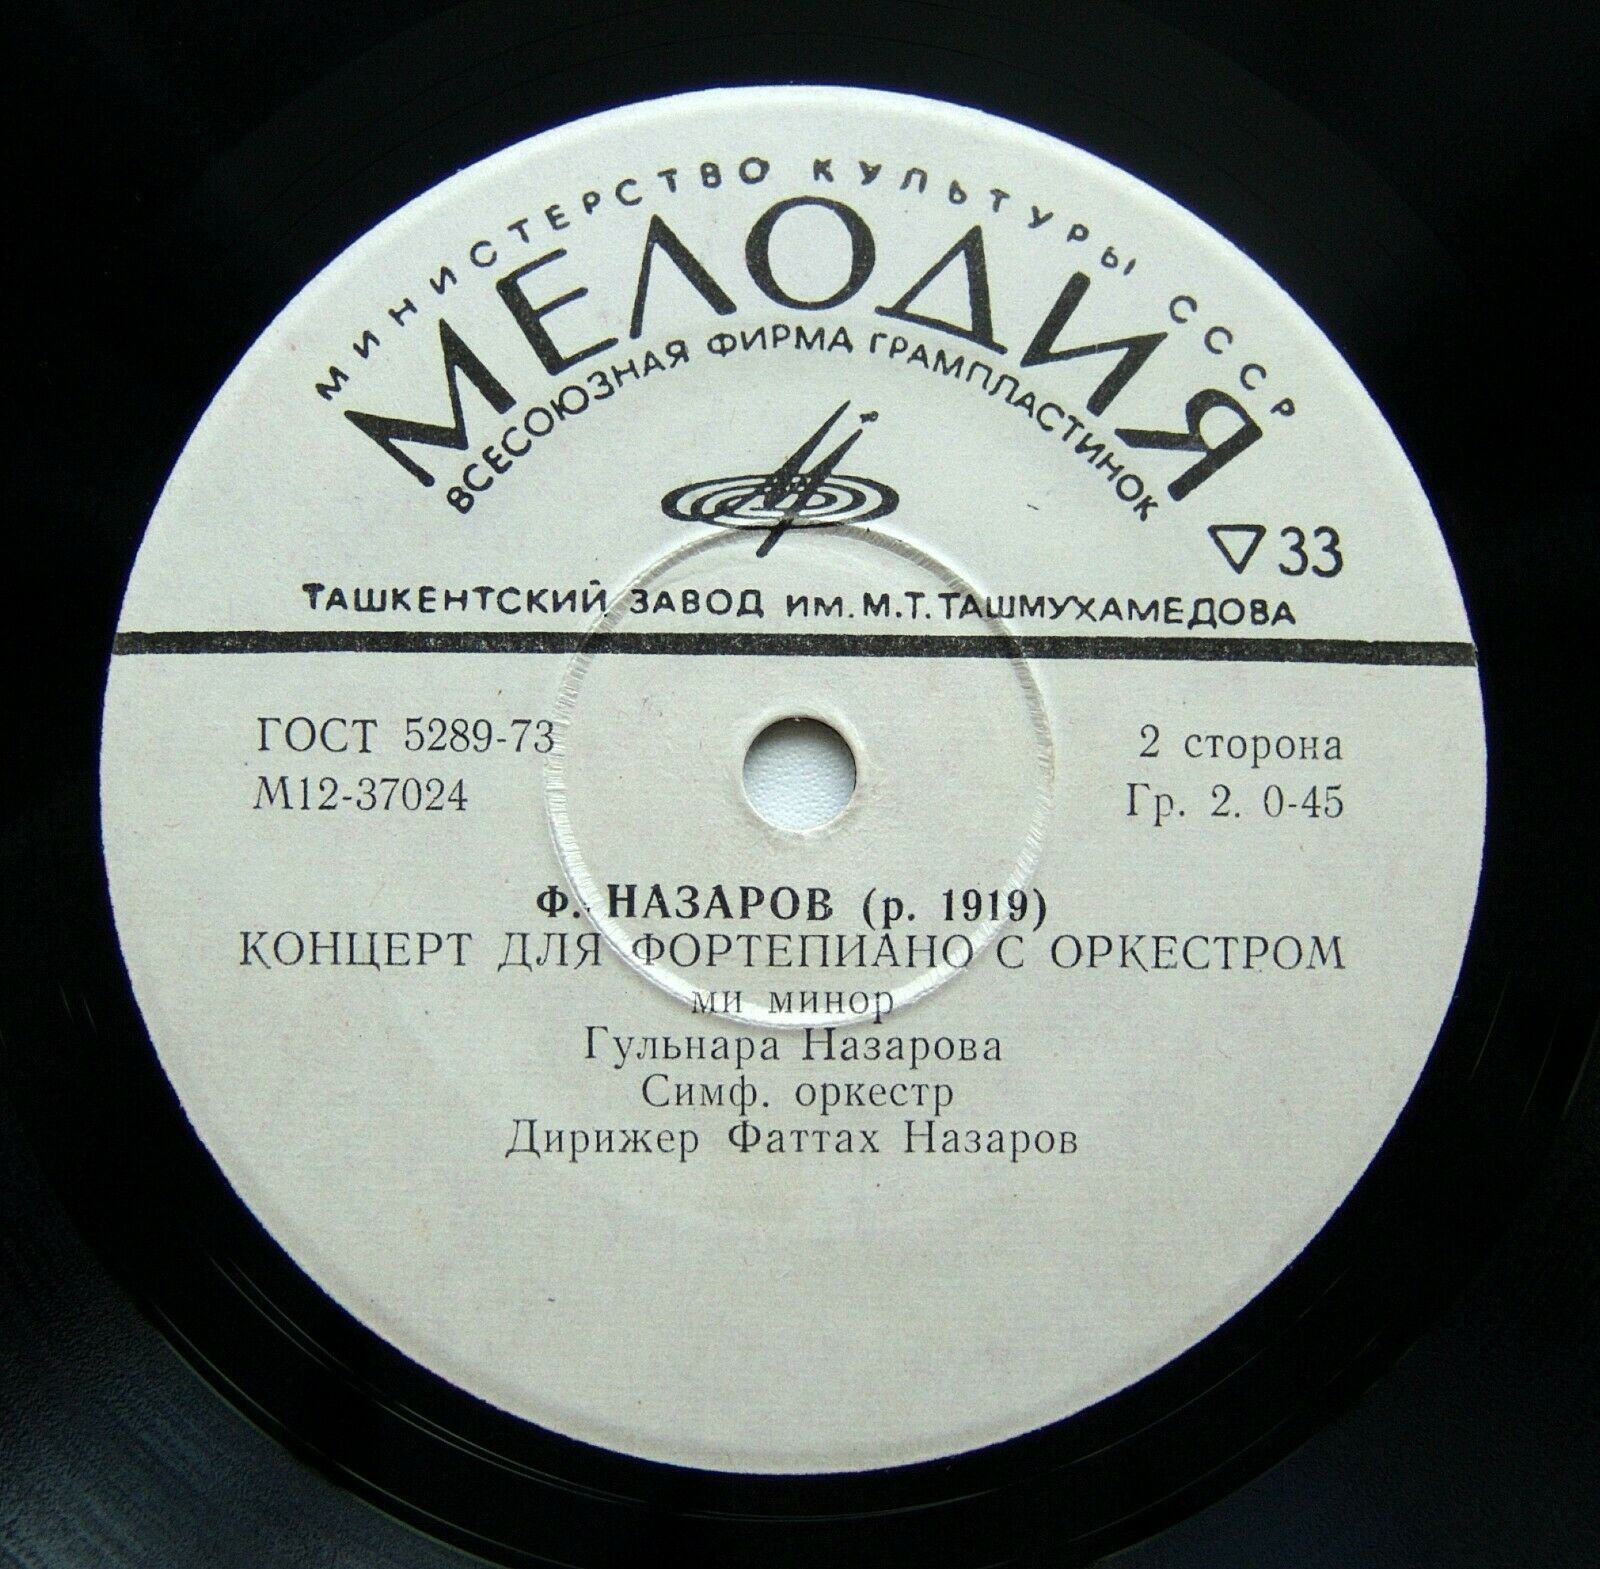 МИНИСТЕРСТВО КУЛЬТУРЫ СССР
МЕЛОДИЯ
ВСЕСОЮЗНАЯ ФИРМА ГРАМПЛАСТИНОК
▽33
ТАШКЕНТСКИЙ ЗАВОД ИМ. М. Т. ТАШМУХАМЕДОВА
ГОСТ 5289-73
М12-37024
2 сторона
Гр. 2. 0-45
Ф. НАЗАРОВ (р. 1919)
КОНЦЕРТ ДЛЯ ФОРТЕПИАНО С ОРКЕСТРОМ
ми минор
Гульнара Назарова
Симф. оркестр
Дирижер Фаттах Назаров